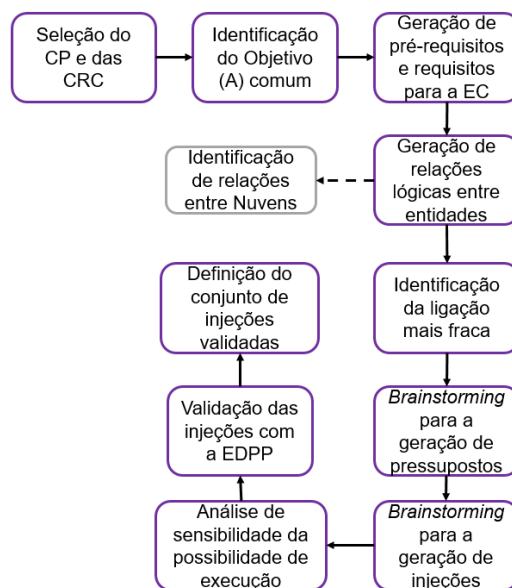 Seleção do
CP e das
CRC
Identificação
do Objetivo
(A) comum
Geração de
pré-requisitos
e requisitos
para a EC
Geração de
relações
lógicas entre
entidades
Identificação
de relações
entre Nuvens
Identificação
da ligação
mais fraca
Brainstorming
para a
geração de
pressupostos
Brainstorming
para a
geração de
injeções
Análise de
sensibilidade da
possibilidade de
execução
Validação das
injeções com
a EDPP
Definição do
conjunto de
injeções
validadas